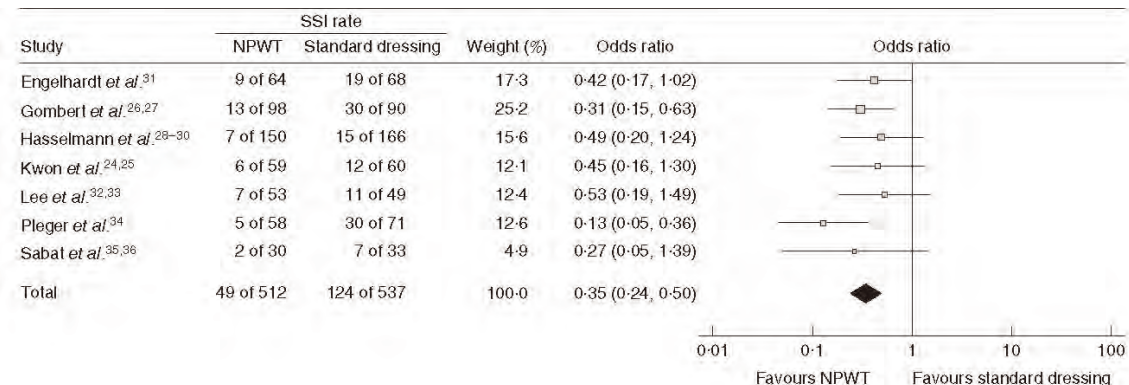 SSI rate
Study NPWT Standard dressing Weight (%) Odds ratio Odds ratio
Engelhardt et al.31 9 of 64 19 of 68 17·3 0·42 (0·17, 1·02)
Gombert et al.26,27 13 of 98 30 of 90 25·2 0·31 (0·15, 0·63)
Hasselmann et al.28–30 7 of 150 15 of 166 15·6 0·49 (0·20, 1·24)
Kwon et al.24,25 6 of 59 12 of 60 12·1 0·45 (0·16, 1·30)
Lee et al.32,33 7 of 53 11 of 49 12·4 0·53 (0·19, 1·49)
Pleger et al.34 5 of 58 30 of 71 12·6 0·13 (0·05, 0·36)
Sabat et al.35,36 2 of 30 7 of 33 4·9 0·27 (0·05, 1·39)
Total 49 of 512 124 of 537 100·0 0·35 (0·24, 0·50)
0·01 0·1 1 10 100
Favours NPWT Favours standard dressing